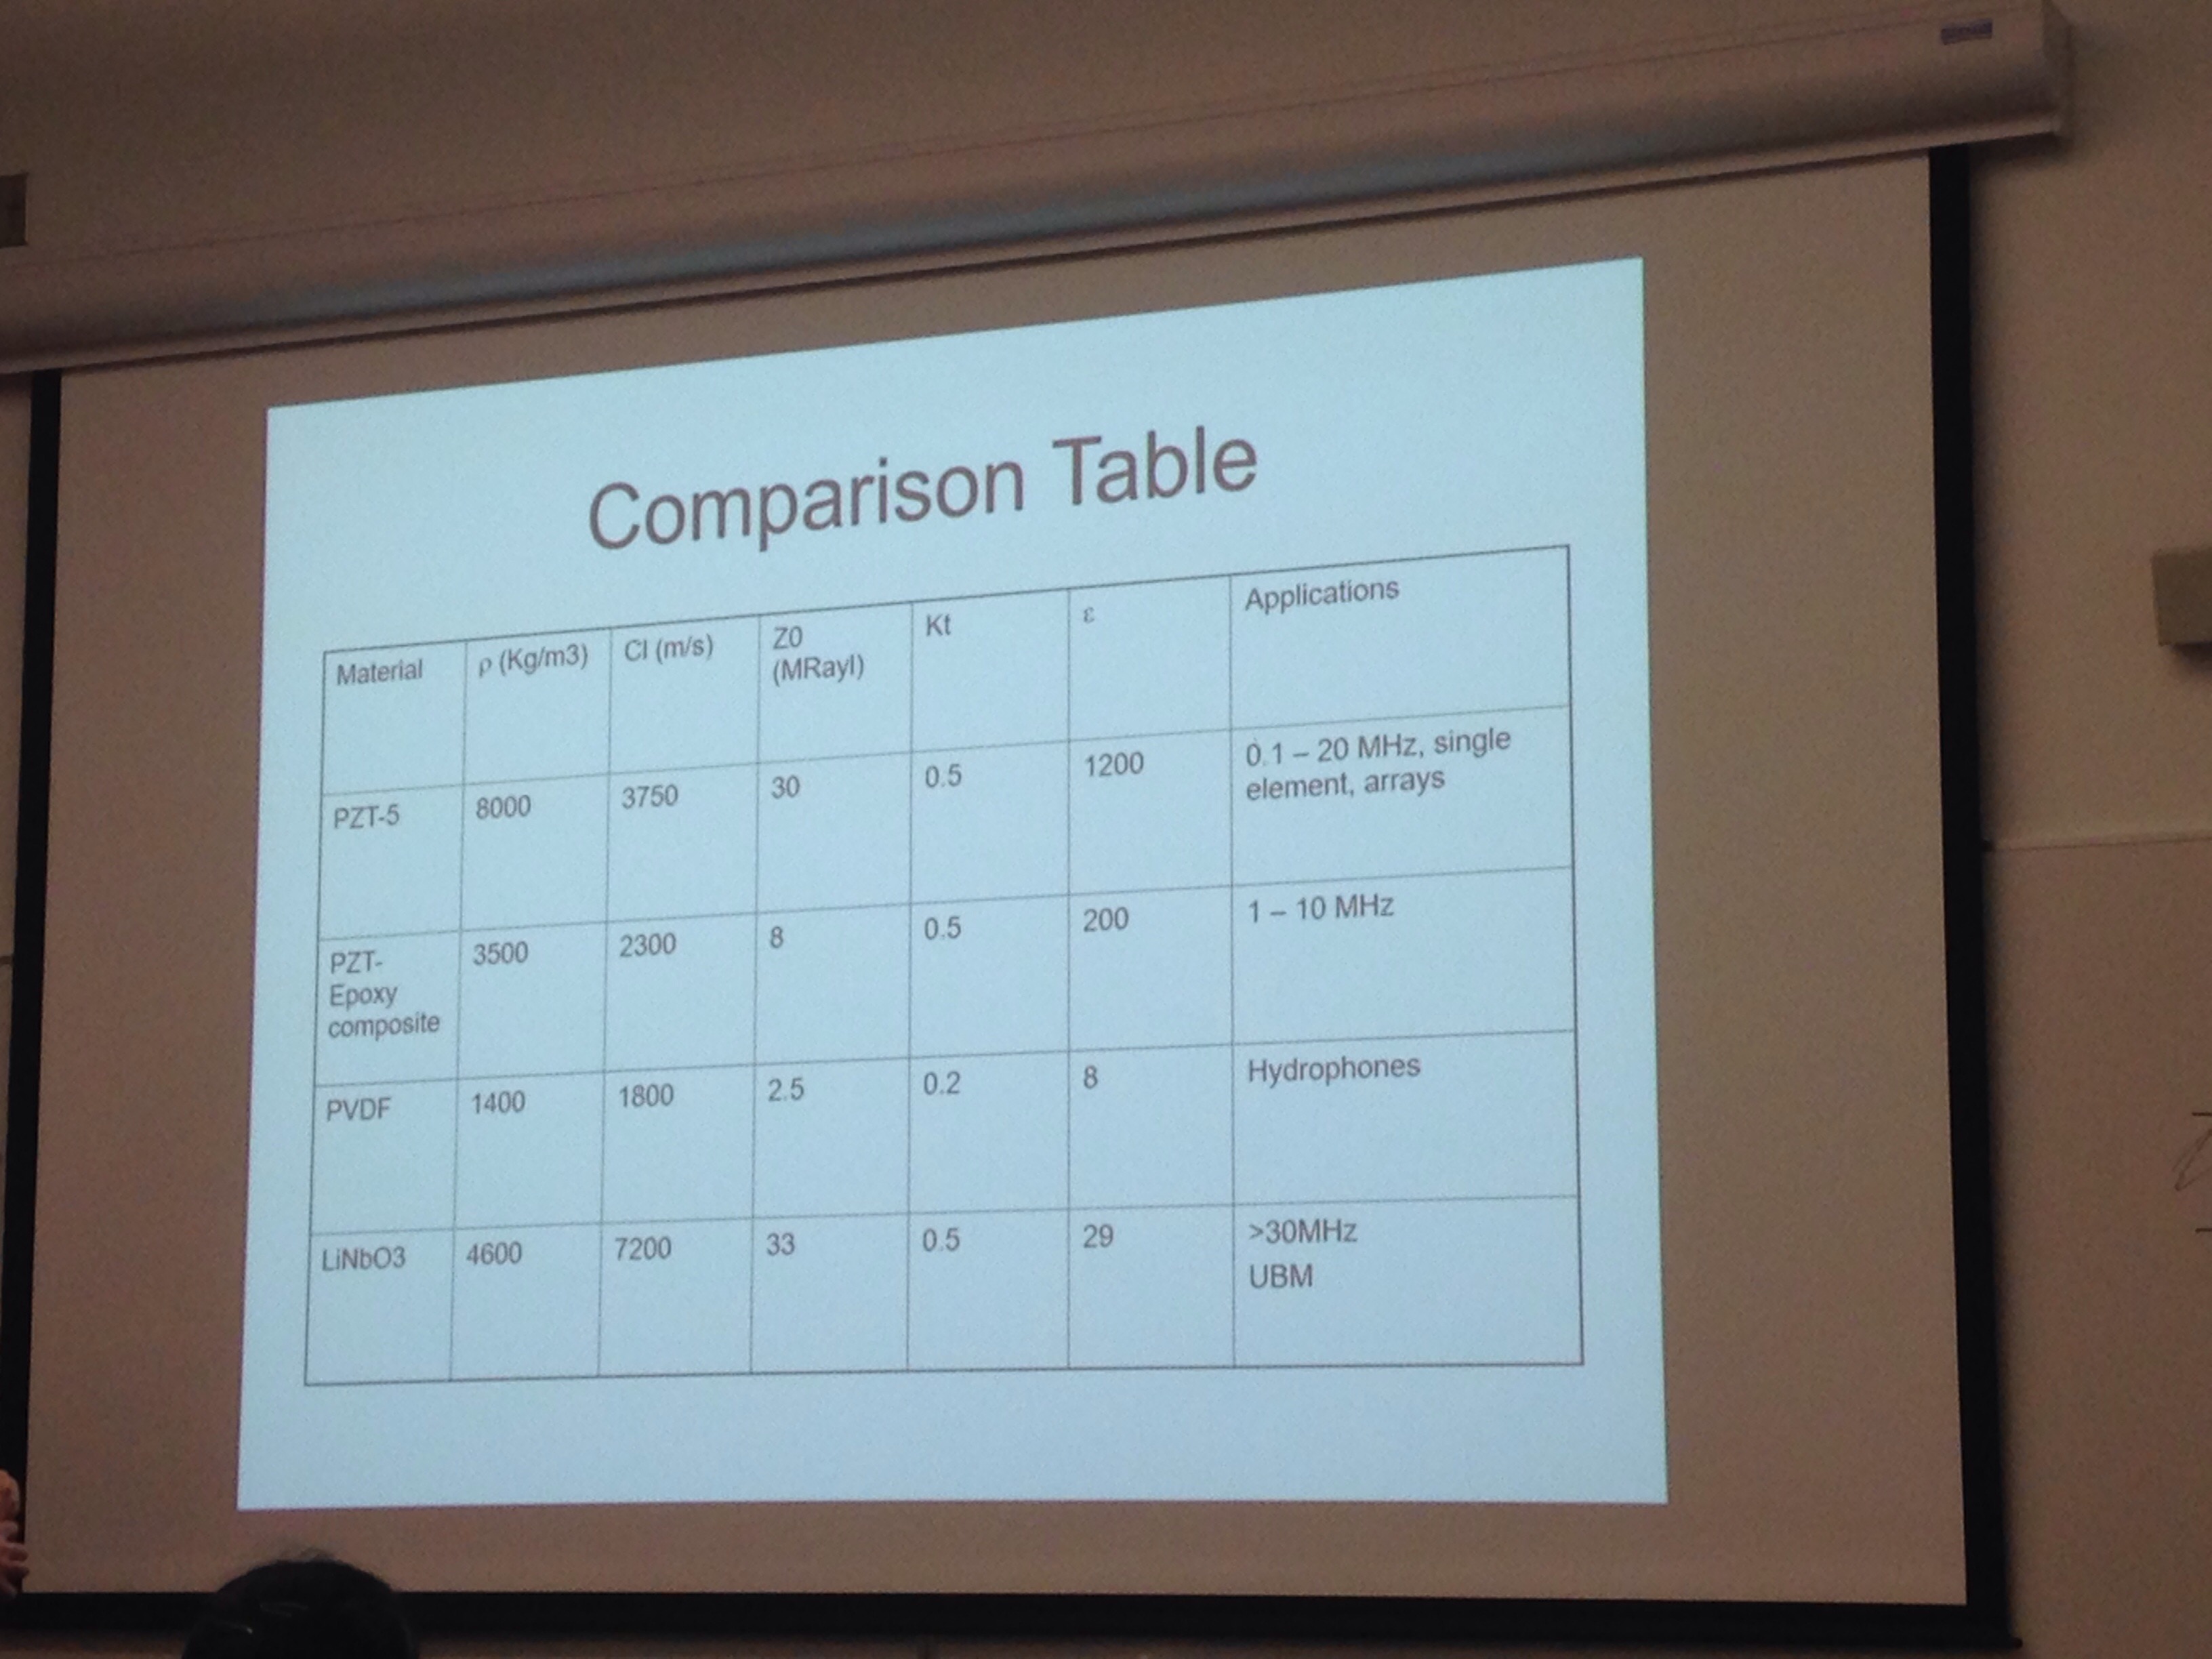 Comparison Table
Material ρ (Kg/m3) Cl (m/s) Z0 (MRayl) Kt ε Applications
PZT-5 8000 3750 30 0.5 1200 0.1 – 20 MHz, single element, arrays
PZT-Epoxy composite 3500 2300 8 0.5 200 1 – 10 MHz
PVDF 1400 1800 2.5 0.2 8 Hydrophones
LiNbO3 4600 7200 33 0.5 29 >30MHz UBM